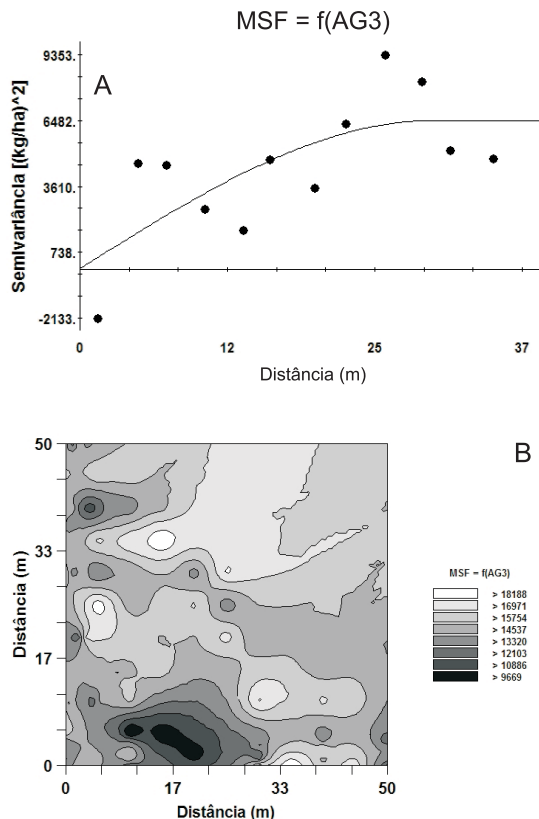 MSF = f(AG3)
A
Semivariância [(kg/ha)^2]
9353.
6482.
3610.
738.
-2133.
0 12 25 37
Distância (m)
B
50
33
17
0
Distância (m)
0 17 33 50
Distância (m)
MSF = f(AG3)
> 18188
> 16971
> 15754
> 14537
> 13320
> 12103
> 10886
> 9669